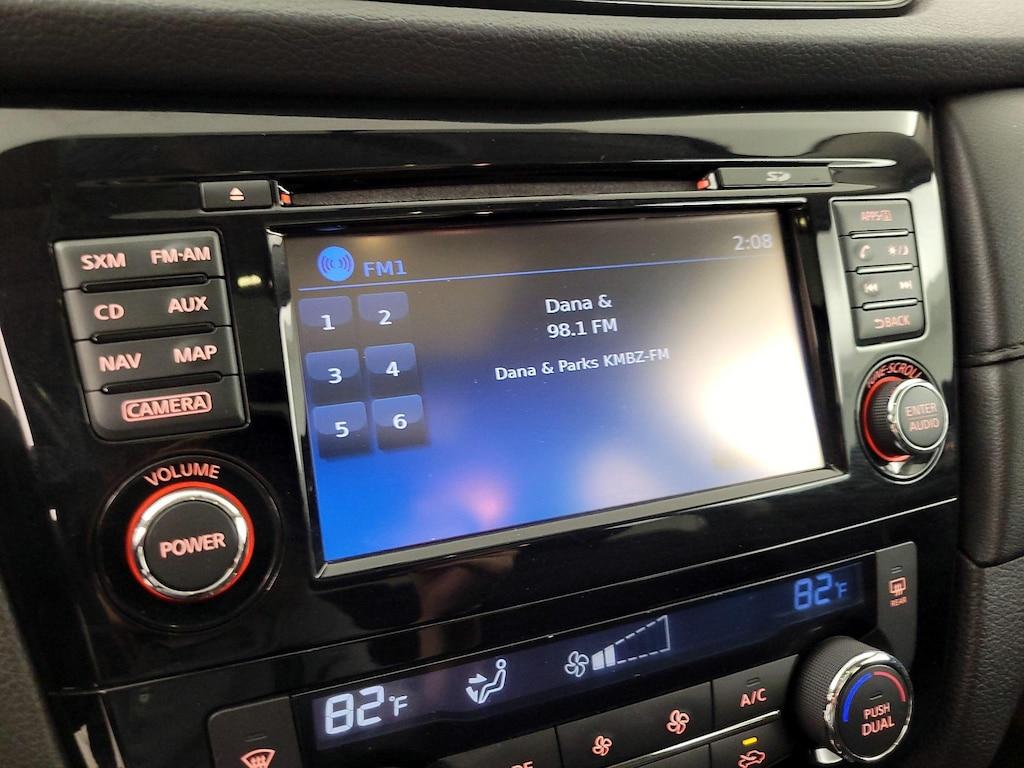 SD
APPS
SXM FM·AM
FM1
2:08
CD AUX
1 2
Dana &
98.1 FM
BACK
NAV MAP
3 4
Dana & Parks KMBZ-FM
CAMERA
5 6
TUNE·SCROLL
ENTER
AUDIO
VOLUME
POWER
82°F
82°F
REAR
A/C
PUSH
DUAL